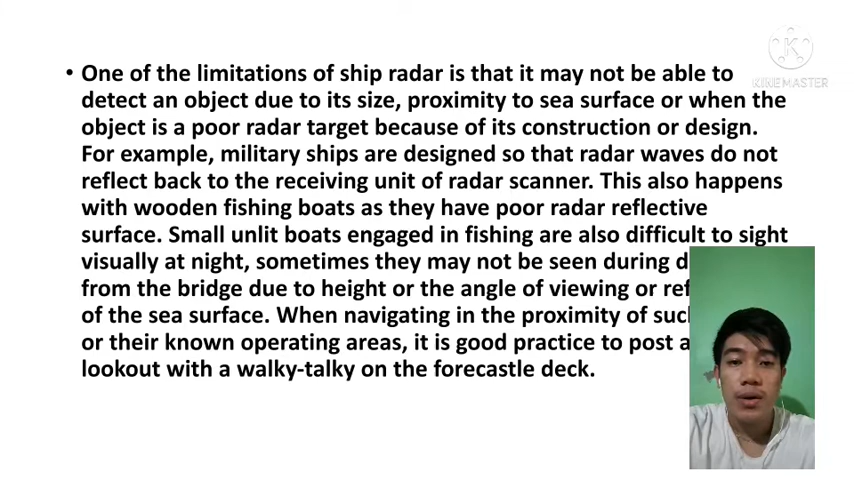 K
KINEMASTER
• One of the limitations of ship radar is that it may not be able to
detect an object due to its size, proximity to sea surface or when the
object is a poor radar target because of its construction or design.
For example, military ships are designed so that radar waves do not
reflect back to the receiving unit of radar scanner. This also happens
with wooden fishing boats as they have poor radar reflective
surface. Small unlit boats engaged in fishing are also difficult to sight
visually at night, sometimes they may not be seen during
from the bridge due to height or the angle of viewing or
of the sea surface. When navigating in the proximity of
or their known operating areas, it is good practice to post a
lookout with a walky-talky on the forecastle deck.